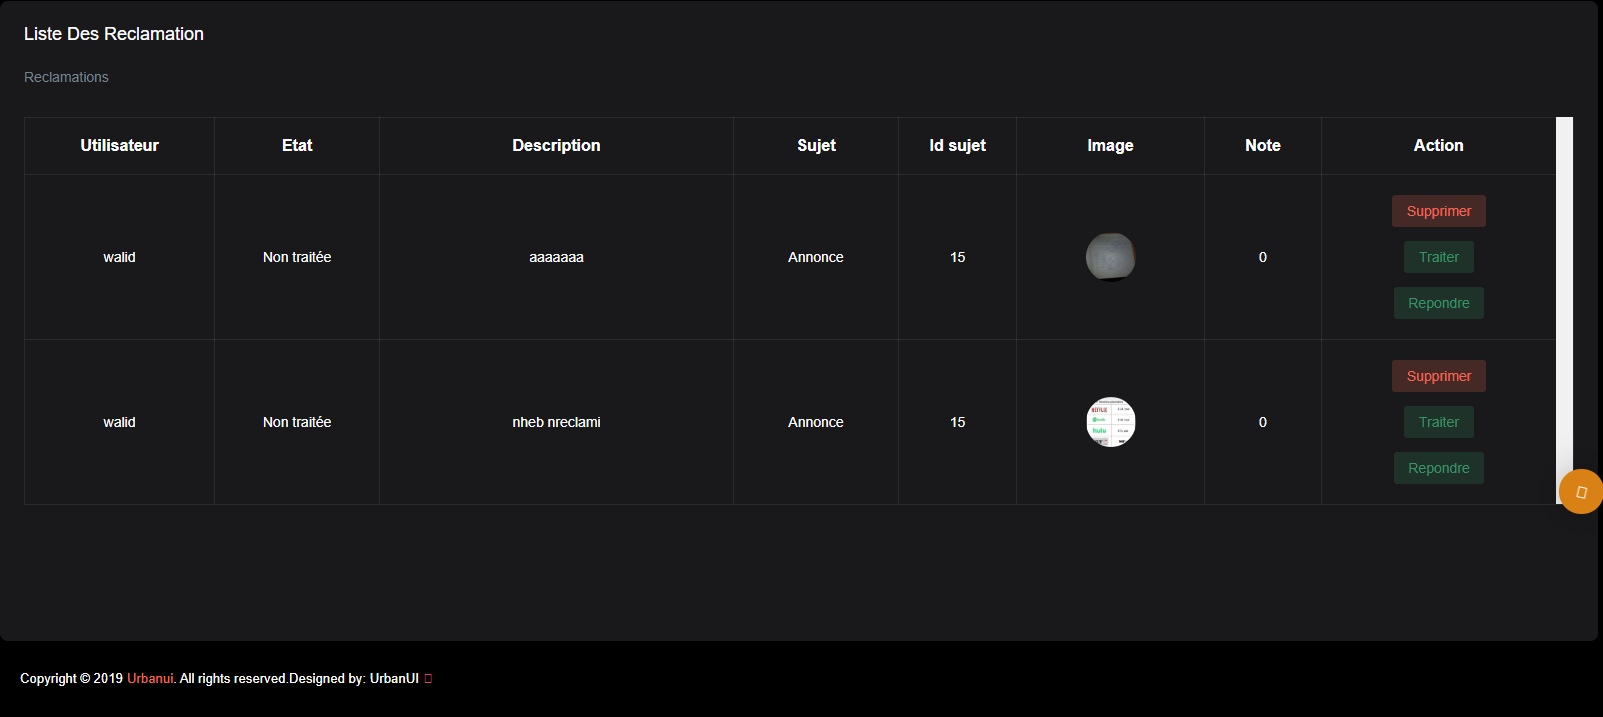 Liste Des Reclamation
Reclamations
Utilisateur Etat Description Sujet Id sujet Image Note Action
walid Non traitée aaaaaaa Annonce 15 0 Supprimer
Traiter
Repondre
walid Non traitée nheb nreclami Annonce 15 NETFLIX hulu 0 Supprimer
Traiter
Repondre
Copyright © 2019 Urbanui. All rights reserved.Designed by: UrbanUI